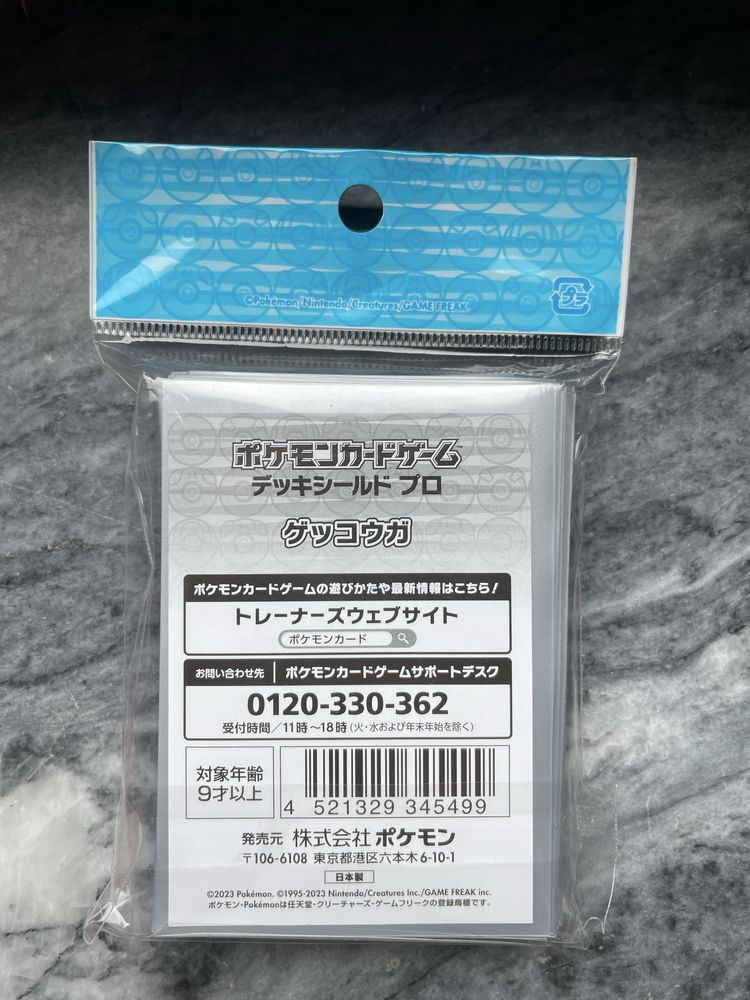 ©Pokémon/Nintendo/Creatures/GAME FREAK
プラ
ポケモンカードゲーム
デッキシールド プロ
ゲッコウガ
ポケモンカードゲームの遊びかたや最新情報はこちら!
トレーナーズウェブサイト
ポケモンカード
お問い合わせ先 ポケモンカードゲームサポートデスク
0120-330-362
受付時間/11時~18時(火・水および年末年始を除く)
対象年齢
9才以上
4 521329 345499
発売元 株式会社 ポケモン
〒106-6108 東京都港区六本木6-10-1
日本製
©2023 Pokémon. ©1995-2023 Nintendo/Creatures Inc./GAME FREAK inc.
ポケモン・Pokémonは任天堂・クリーチャーズ・ゲームフリークの登録商標です。